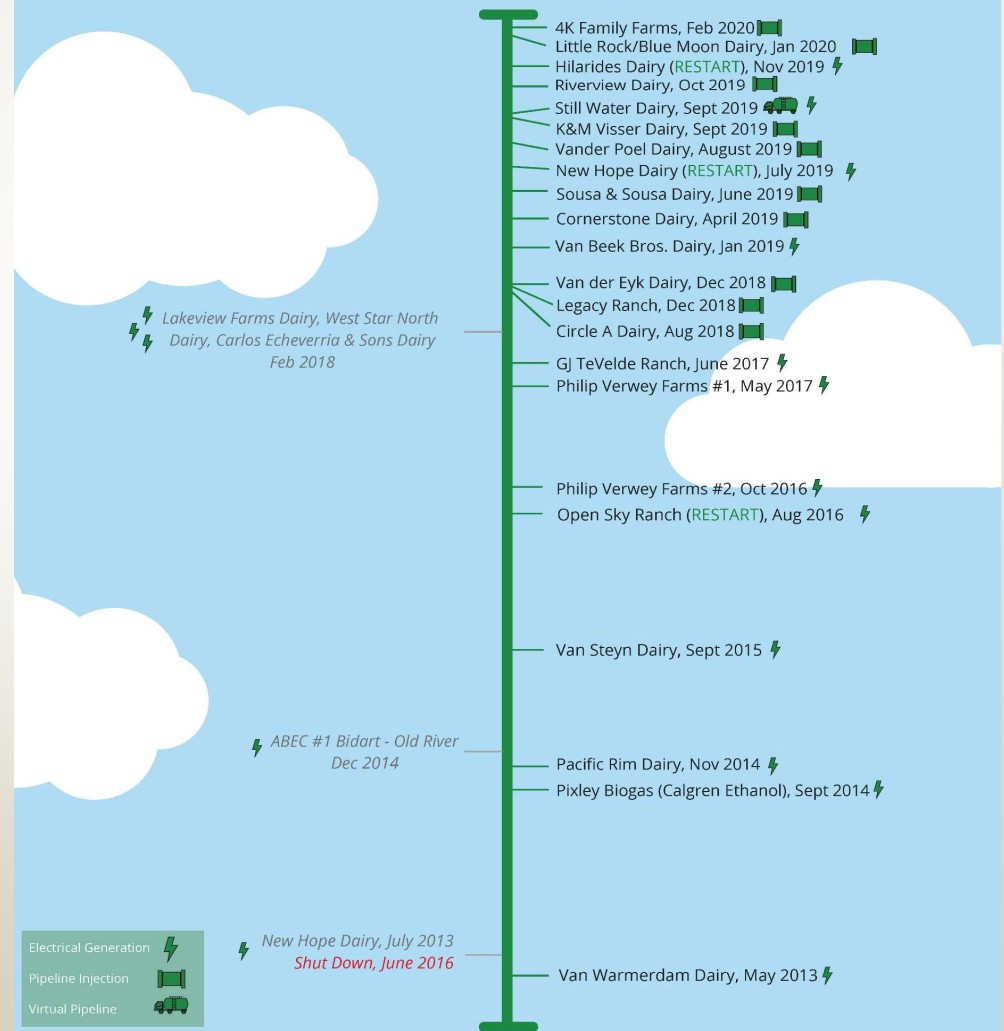 4K Family Farms, Feb 2020
Little Rock/Blue Moon Dairy, Jan 2020
Hilarides Dairy (RESTART), Nov 2019
Riverview Dairy, Oct 2019
Still Water Dairy, Sept 2019
K&M Visser Dairy, Sept 2019
Vander Poel Dairy, August 2019
New Hope Dairy (RESTART), July 2019
Sousa & Sousa Dairy, June 2019
Cornerstone Dairy, April 2019
Van Beek Bros. Dairy, Jan 2019
Van der Eyk Dairy, Dec 2018
Legacy Ranch, Dec 2018
Circle A Dairy, Aug 2018
Lakeview Farms Dairy, West Star North
Dairy, Carlos Echeverria & Sons Dairy
Feb 2018
GJ TeVelde Ranch, June 2017
Philip Verwey Farms #1, May 2017
Philip Verwey Farms #2, Oct 2016
Open Sky Ranch (RESTART), Aug 2016
Van Steyn Dairy, Sept 2015
ABEC #1 Bidart - Old River
Dec 2014
Pacific Rim Dairy, Nov 2014
Pixley Biogas (Calgren Ethanol), Sept 2014
New Hope Dairy, July 2013
Shut Down, June 2016
Van Warmerdam Dairy, May 2013
Electrical Generation
Pipeline Injection
Virtual Pipeline